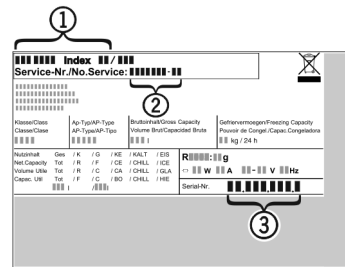 1
Index /
Service-Nr./No.Service: -
2
Klasse/Class
Classe/Clase
Ap-Typ/AP-Type
AP-Type/AP-Tipo
Bruttoinhalt/Gross Capacity
Volume Brut/Capacidad Bruta
l
Gefriervermoegen/Freezing Capacity
Pouvoir de Congel./Capac.Congeladora
kg / 24 h
Nutzinhalt Ges / K / G / KE / KALT / EIS
Net.Capacity Tot / R / F / CE / CHILL / ICE
Volume Utile Tot / R / C / CA / CHILL / GLA
Capac. Util Tot / F / C / BO / CHILL / HIE
l / l
R : g
W A - V Hz
Serial-Nr. . . .
3